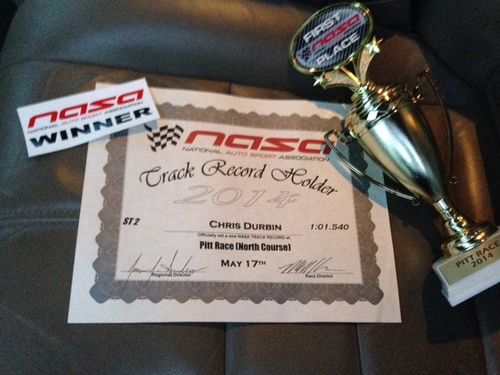 FIRST
nasa
PLACE
nasa
NATIONAL AUTO SPORT ASSOCIATION
WINNER
nasa
NATIONAL AUTO SPORT ASSOCIATION
Track Record Holder
2014
ST2
CHRIS DURBIN
1:01.540
Officially set a new NASA TRACK RECORD at
Pitt Race (North Course)
MAY 17TH
Regional Director
Race Director
PITT RACE
2014